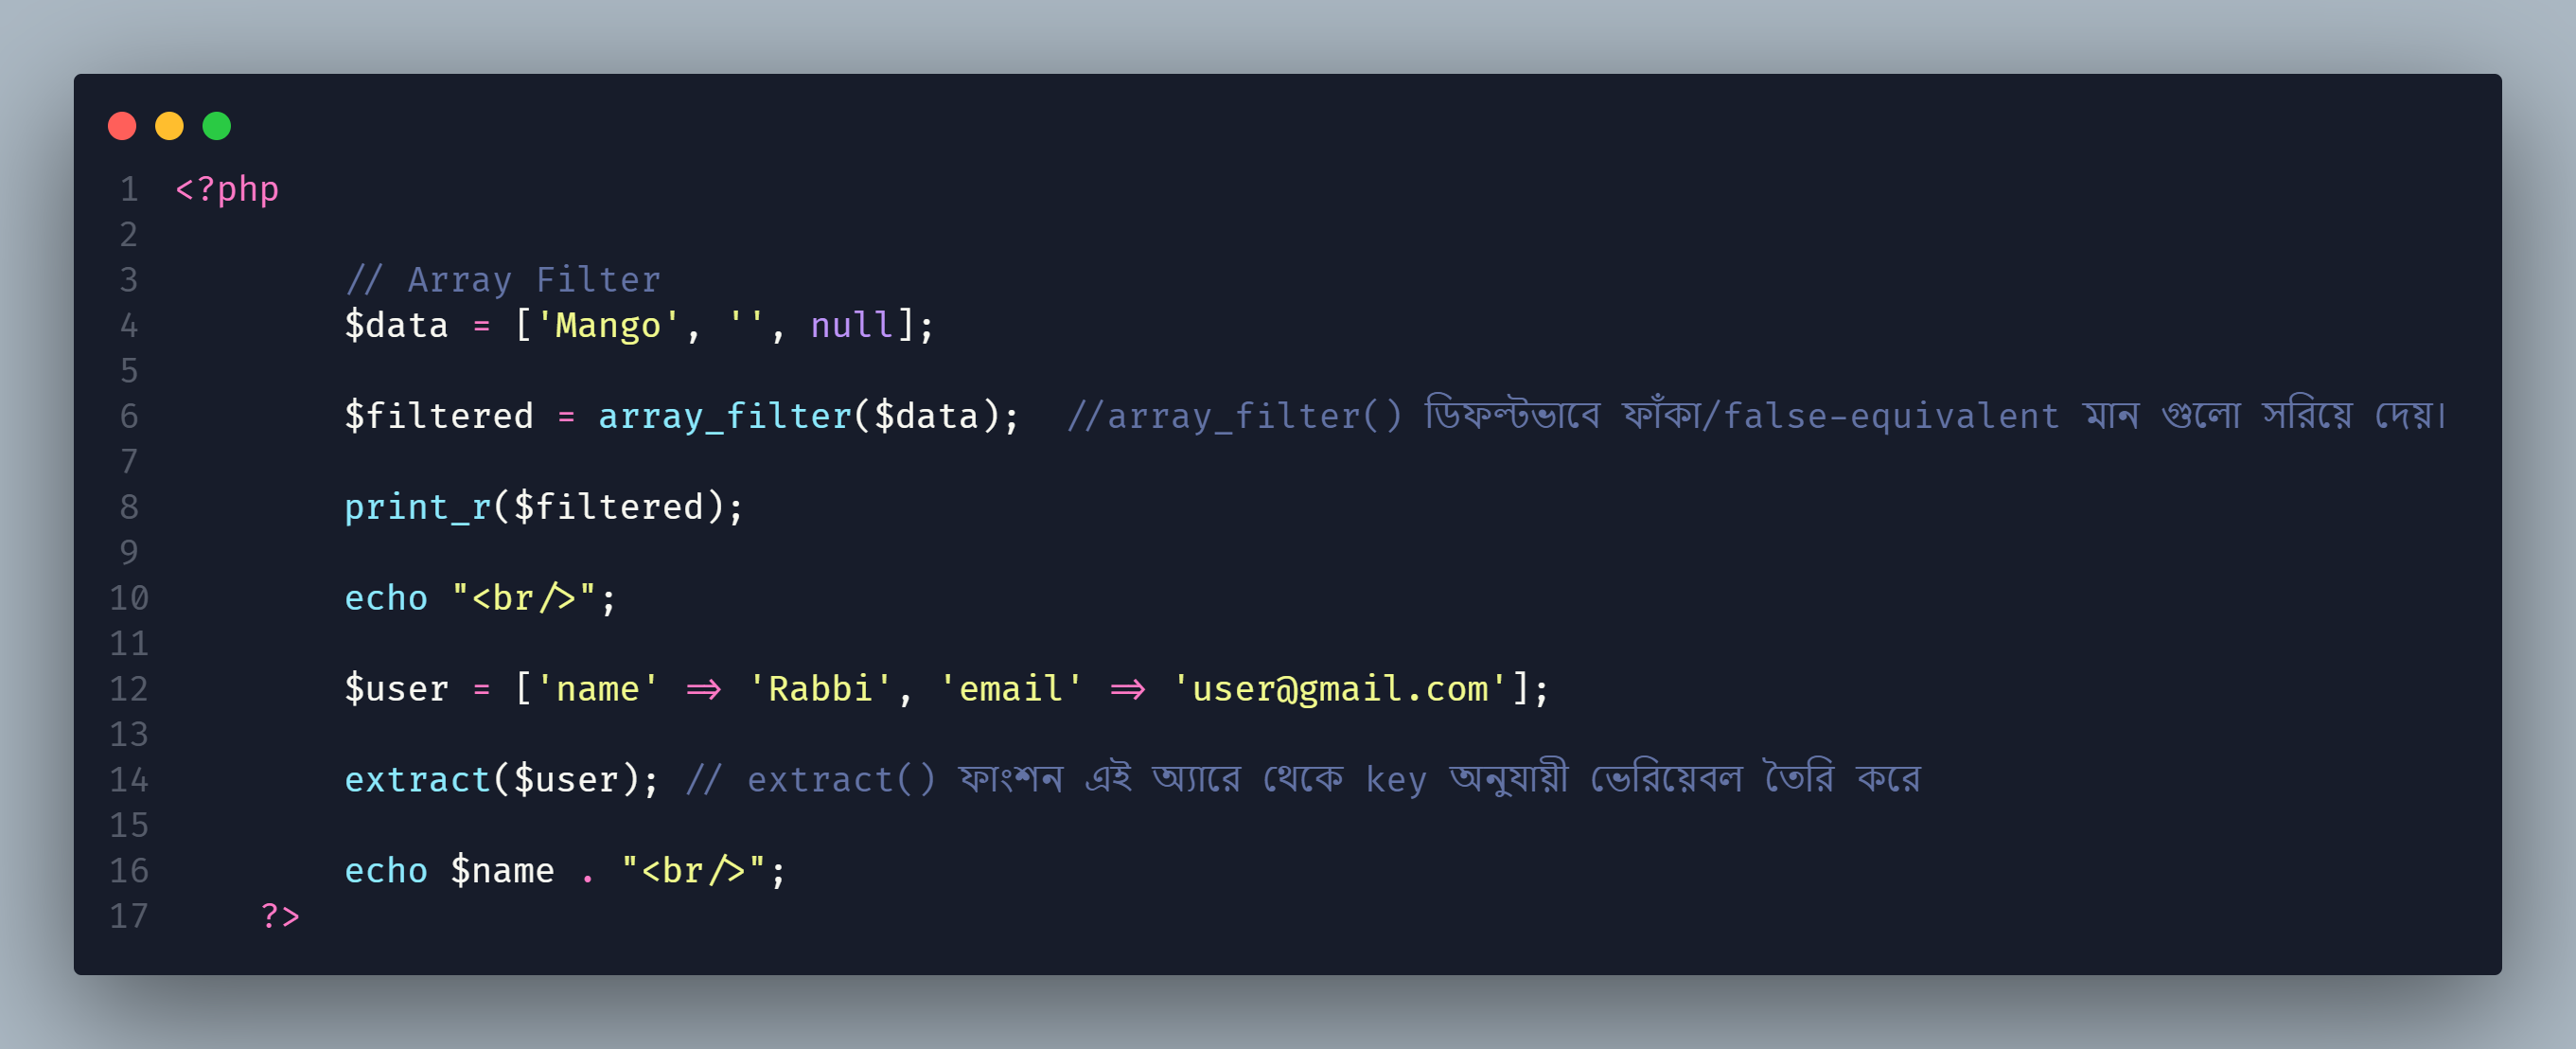 1 <?php
2
3 // Array Filter
4 $data = ['Mango', '', null];
5
6 $filtered = array_filter($data); //array_filter() ডিফল্টভাবে ফাঁকা/false-equivalent মান গুলো সরিয়ে দেয়।
7
8 print_r($filtered);
9
10 echo "<br/>";
11
12 $user = ['name' => 'Rabbi', 'email' => 'user@gmail.com'];
13
14 extract($user); // extract() ফাংশন এই অ্যারে থেকে key অনুযায়ী ভেরিয়েবল তৈরি করে
15
16 echo $name . "<br/>";
17 ?>